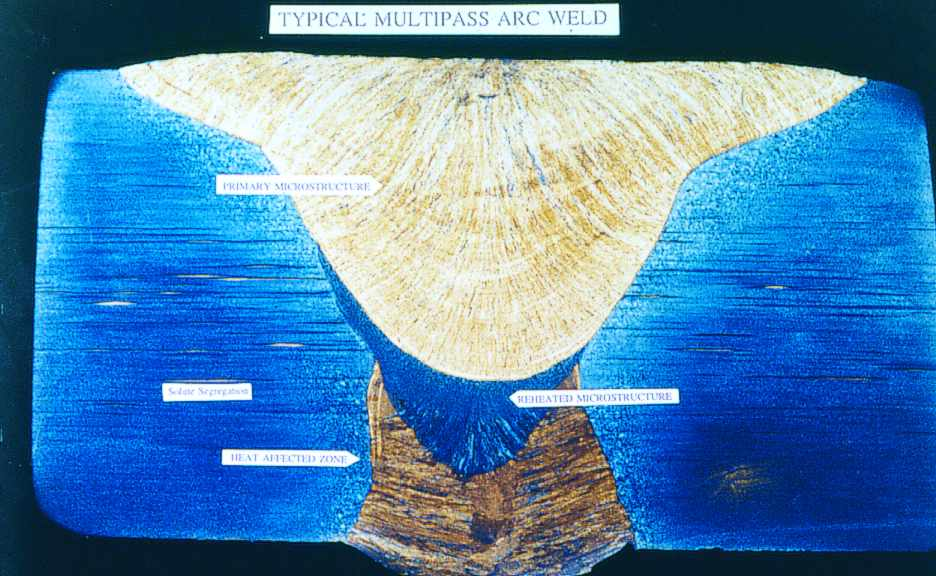 TYPICAL MULTIPASS ARC WELD
PRIMARY MICROSTRUCTURE
Solute Segregation
REHEATED MICROSTRUCTURE
HEAT AFFECTED ZONE